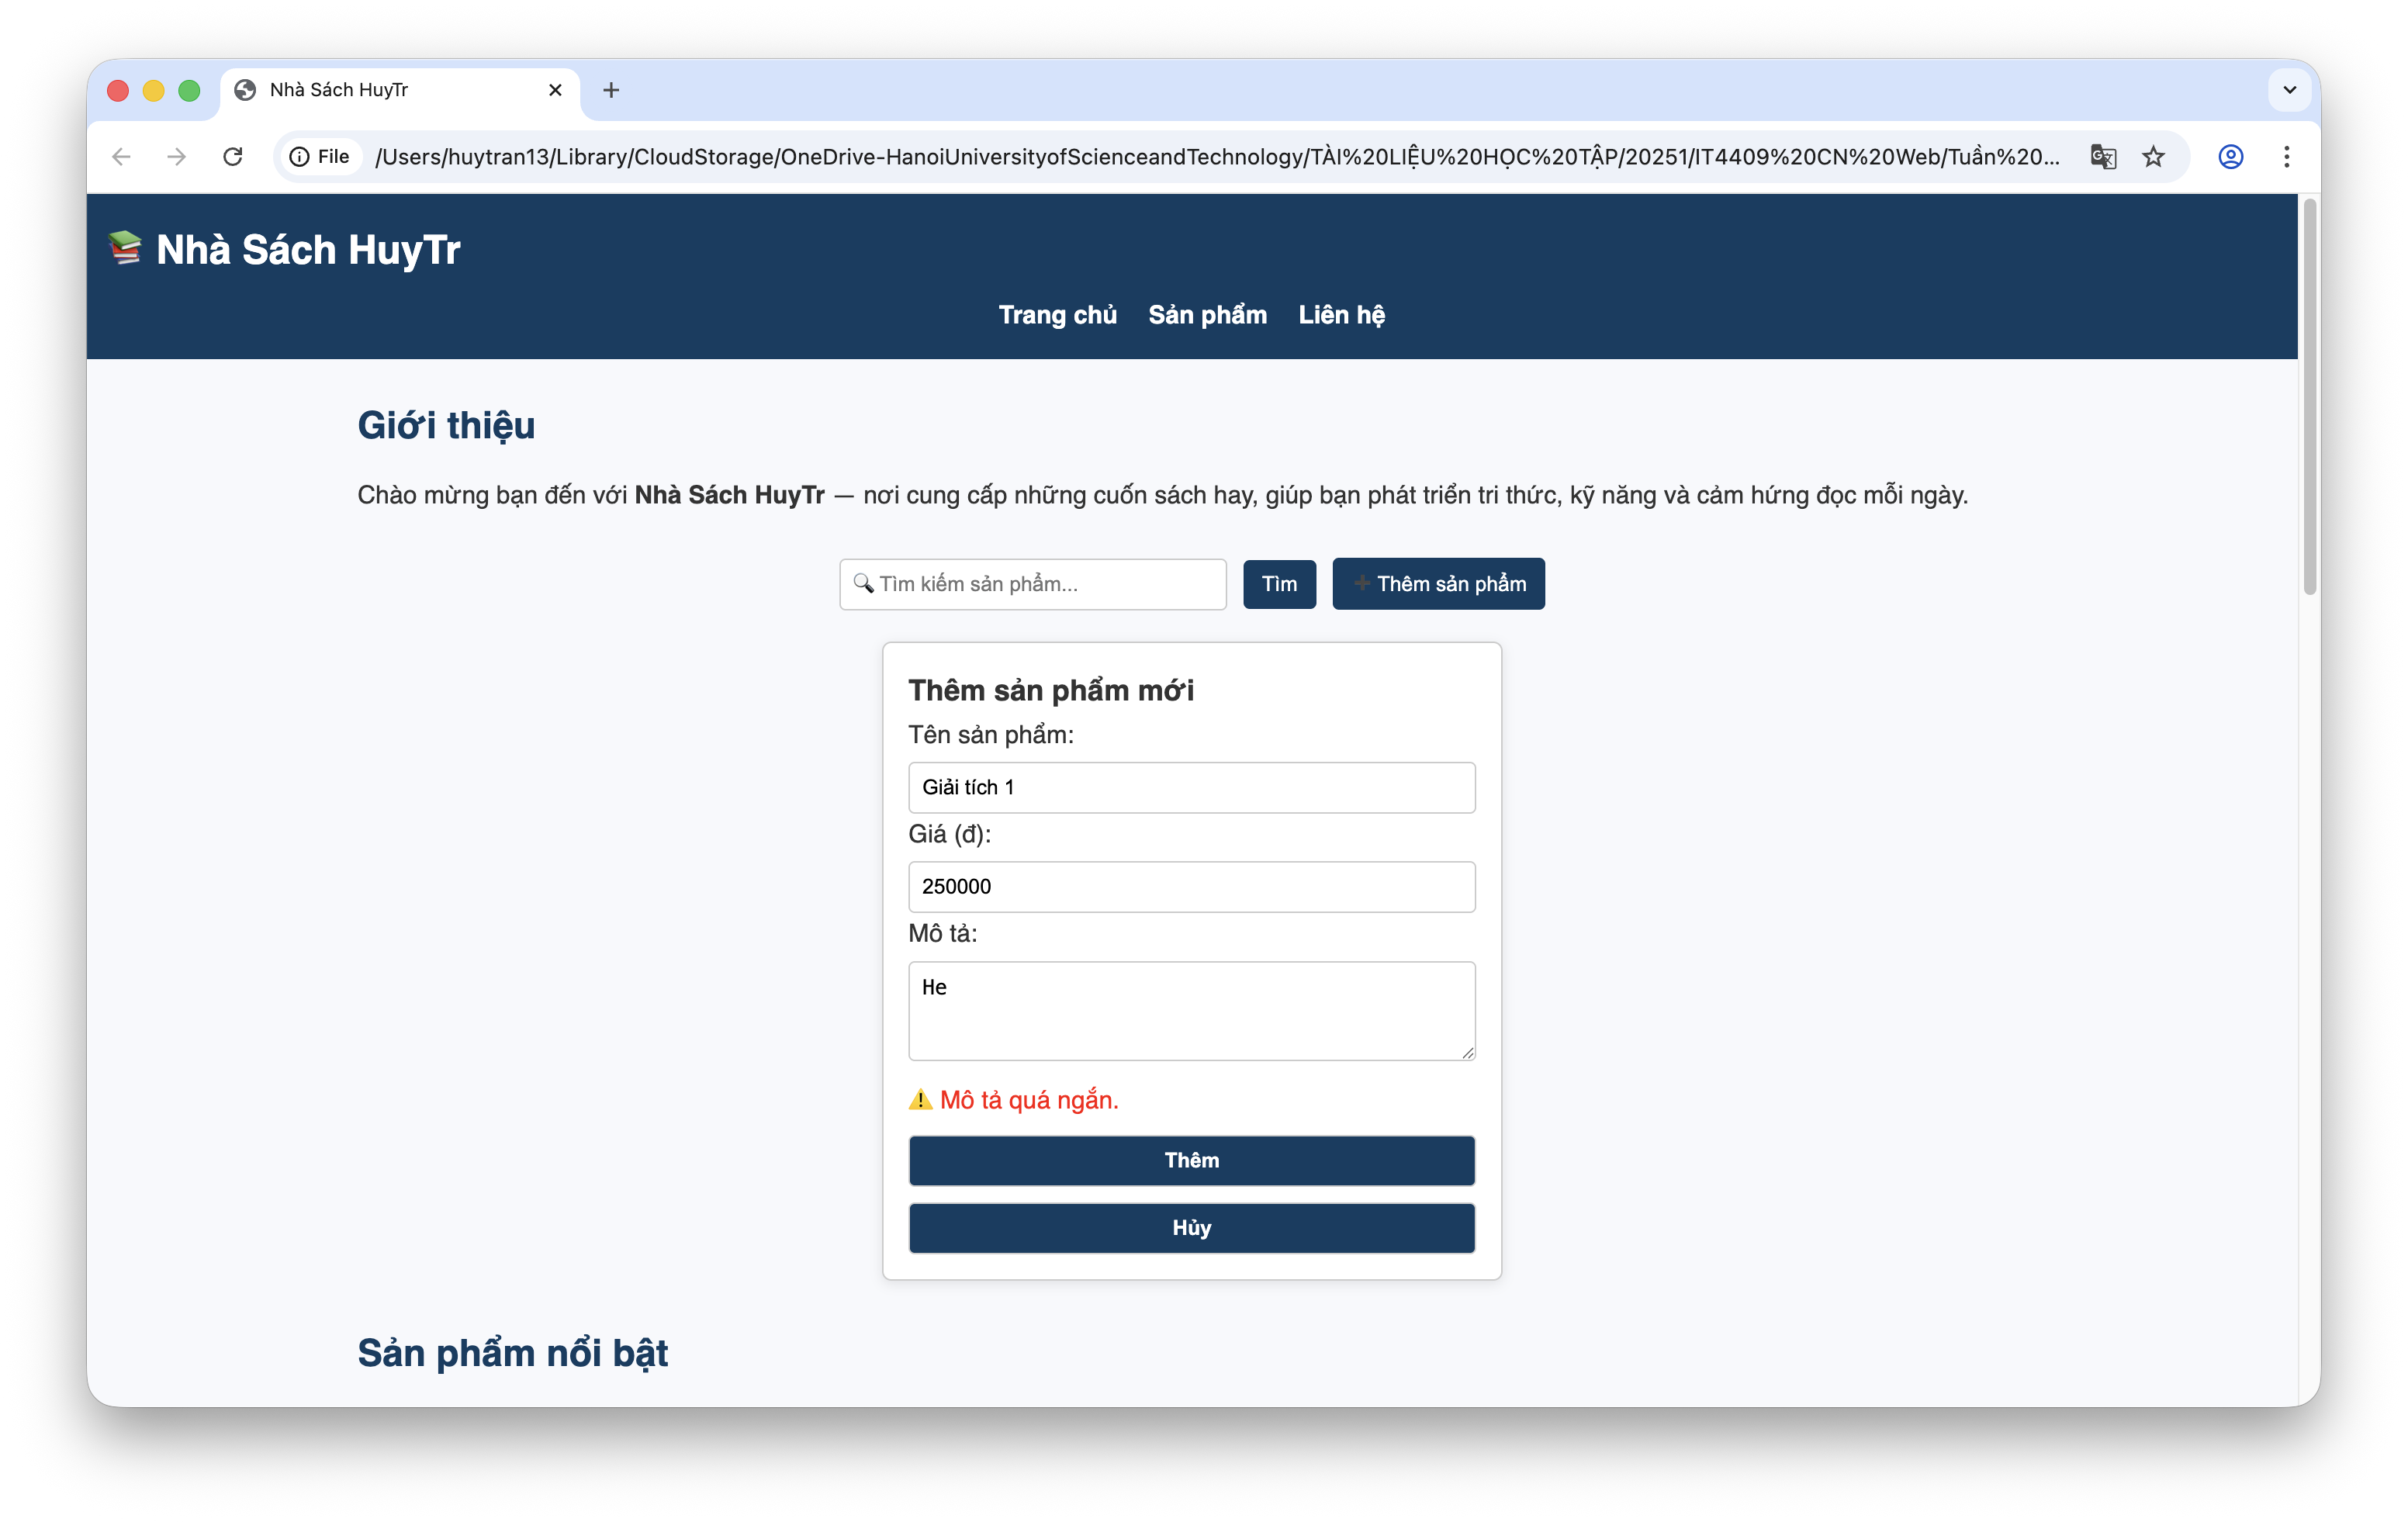 Nhà Sách HuyTr
File /Users/huytran13/Library/CloudStorage/OneDrive-HanoiUniversityofScienceandTechnology/TÀI%20LIỆU%20HỌC%20TẬP/20251/IT4409%20CN%20Web/Tuần%20...
📚 Nhà Sách HuyTr
Trang chủ Sản phẩm Liên hệ
Giới thiệu
Chào mừng bạn đến với Nhà Sách HuyTr — nơi cung cấp những cuốn sách hay, giúp bạn phát triển tri thức, kỹ năng và cảm hứng đọc mỗi ngày.
🔍 Tìm kiếm sản phẩm... Tìm ➕ Thêm sản phẩm
Thêm sản phẩm mới
Tên sản phẩm:
Giải tích 1
Giá (đ):
250000
Mô tả:
He
⚠️ Mô tả quá ngắn.
Thêm
Hủy
Sản phẩm nổi bật